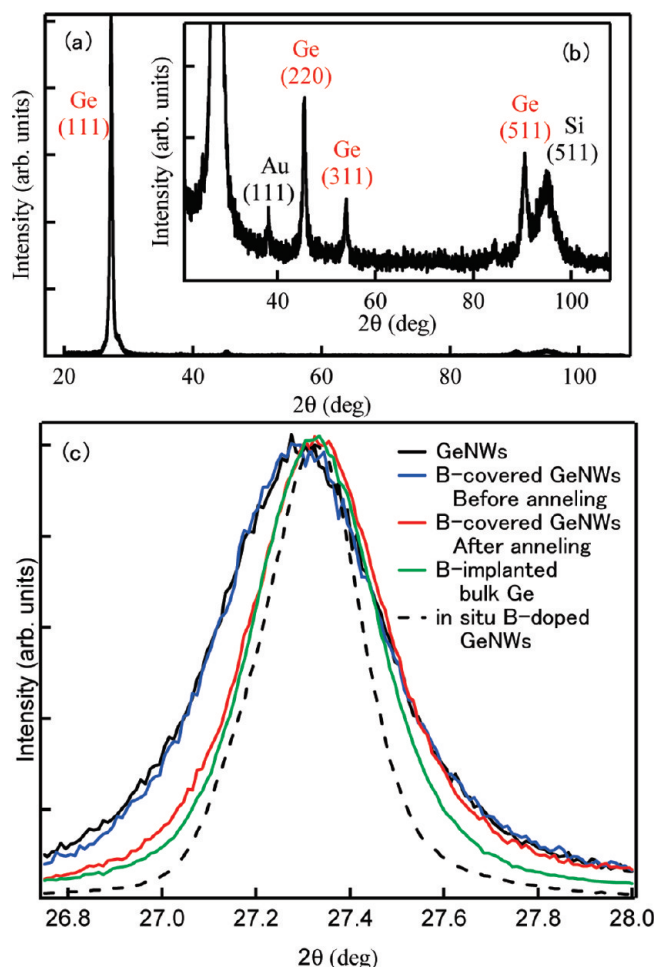 (a)
Ge
(111)
Intensity (arb. units)
20
40
60
80
100
2θ (deg)
(b)
Ge
(220)
Au
(111)
Ge
(311)
Ge
(511)
Si
(511)
Intensity (arb. units)
40
60
80
100
2θ (deg)
(c)
GeNWs
B-covered GeNWs
Before anneling
B-covered GeNWs
After anneling
B-implanted
bulk Ge
in situ B-doped
GeNWs
Intensity (arb. units)
26.8
27.0
27.2
27.4
27.6
27.8
28.0
2θ (deg)